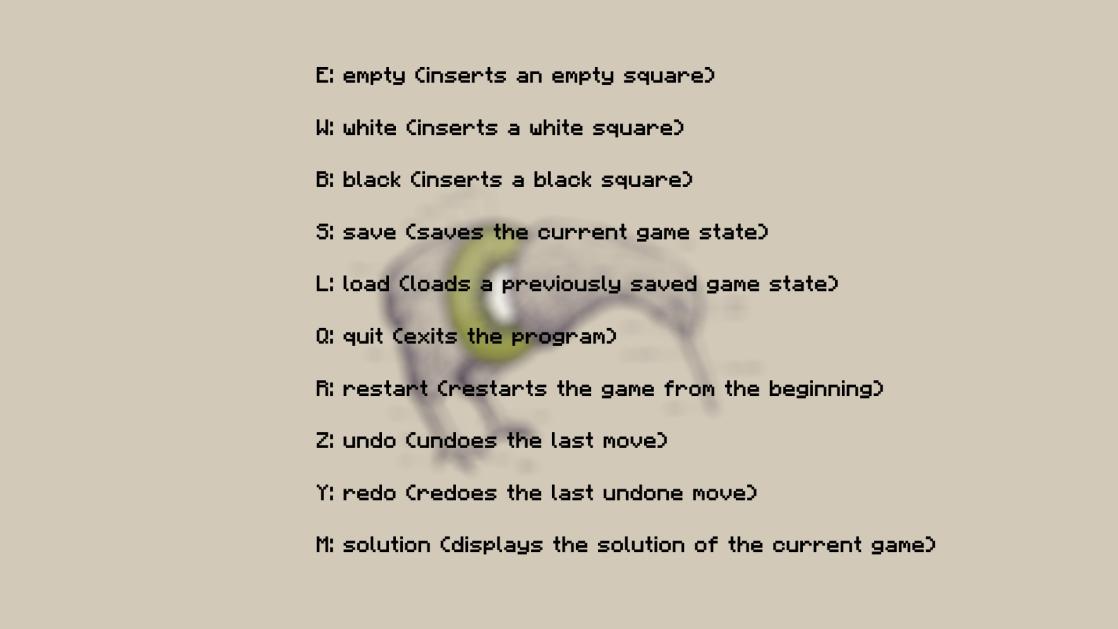 E: empty (inserts an empty square)
W: white (inserts a white square)
B: black (inserts a black square)
S: save (saves the current game state)
L: load (loads a previously saved game state)
Q: quit (exits the program)
R: restart (restarts the game from the beginning)
Z: undo (undoes the last move)
Y: redo (redoes the last undone move)
M: solution (displays the solution of the current game)